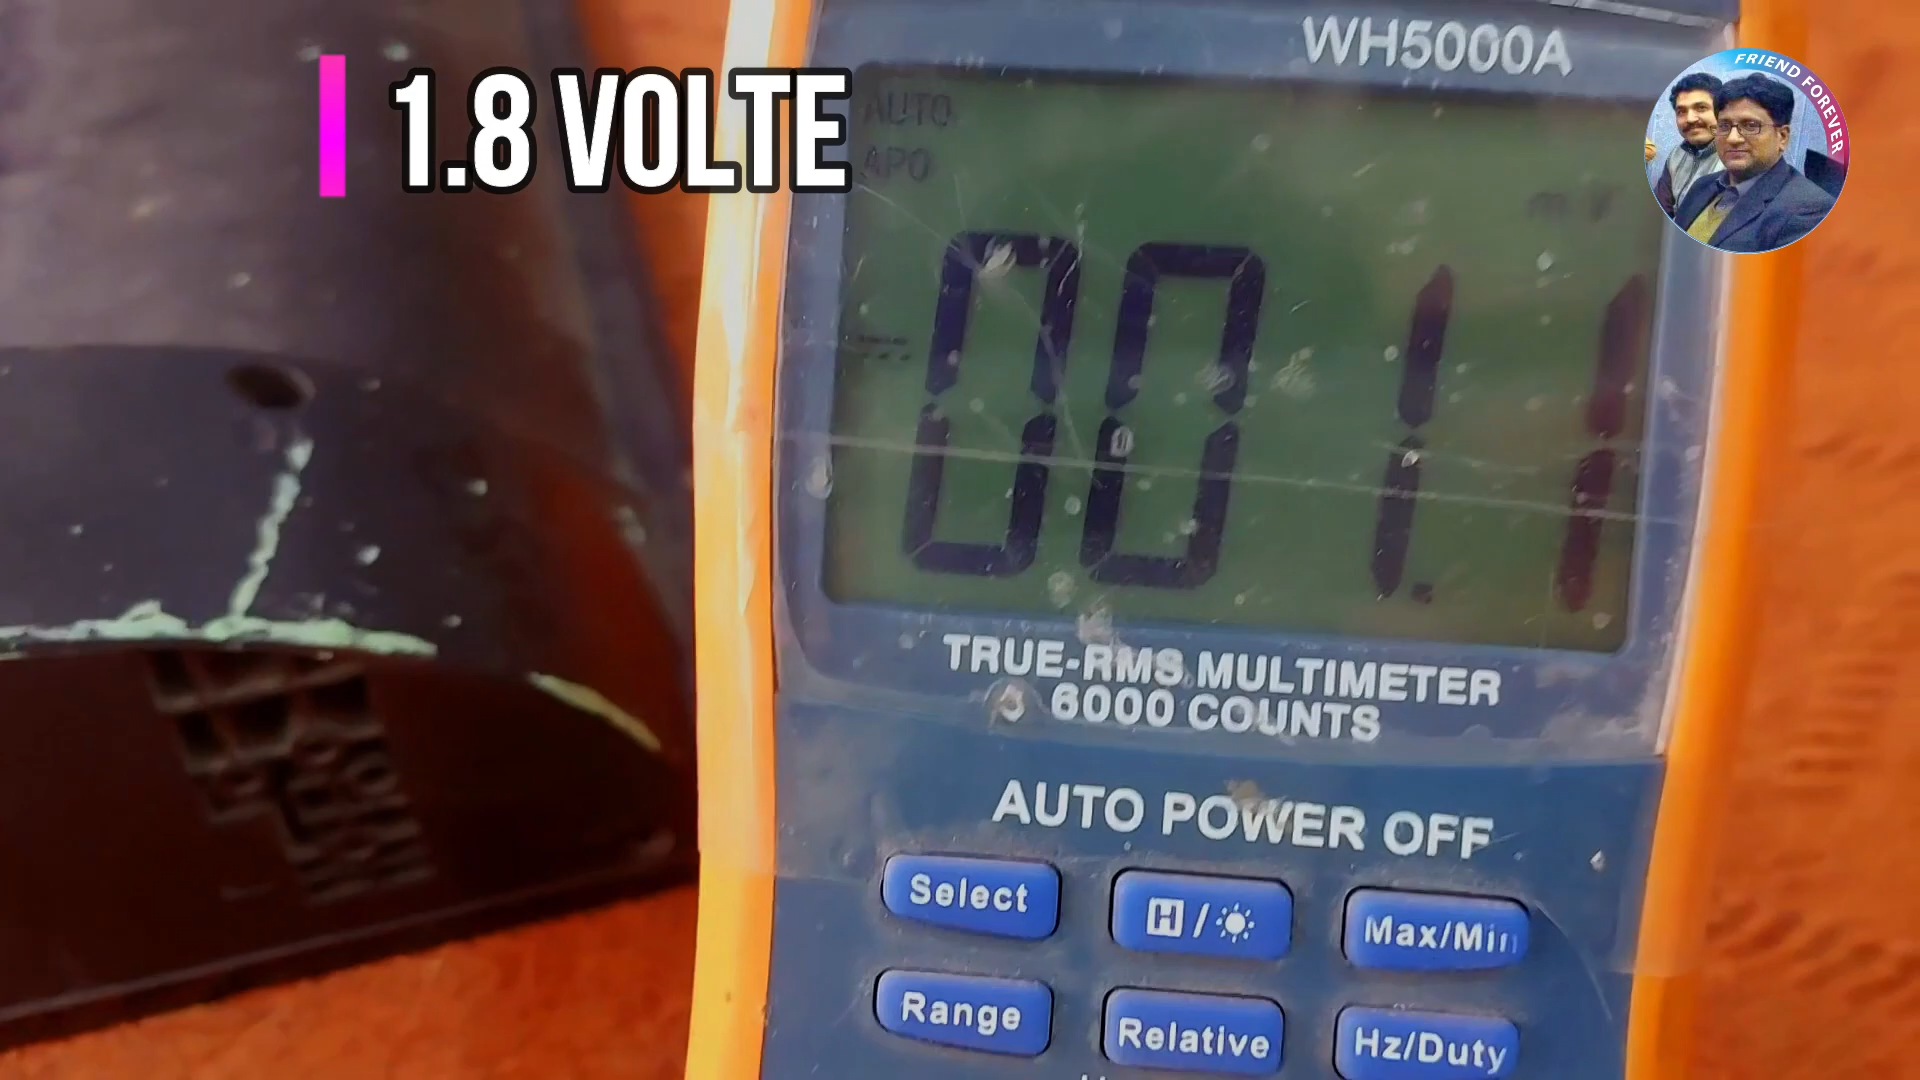 1.8 VOLTE
WH5000A
FRIEND FOREVER
AUTO
APO
mV
001.1
TRUE-RMS MULTIMETER
6000 COUNTS
AUTO POWER OFF
Select
H/
Max/Min
Range
Relative
Hz/Duty